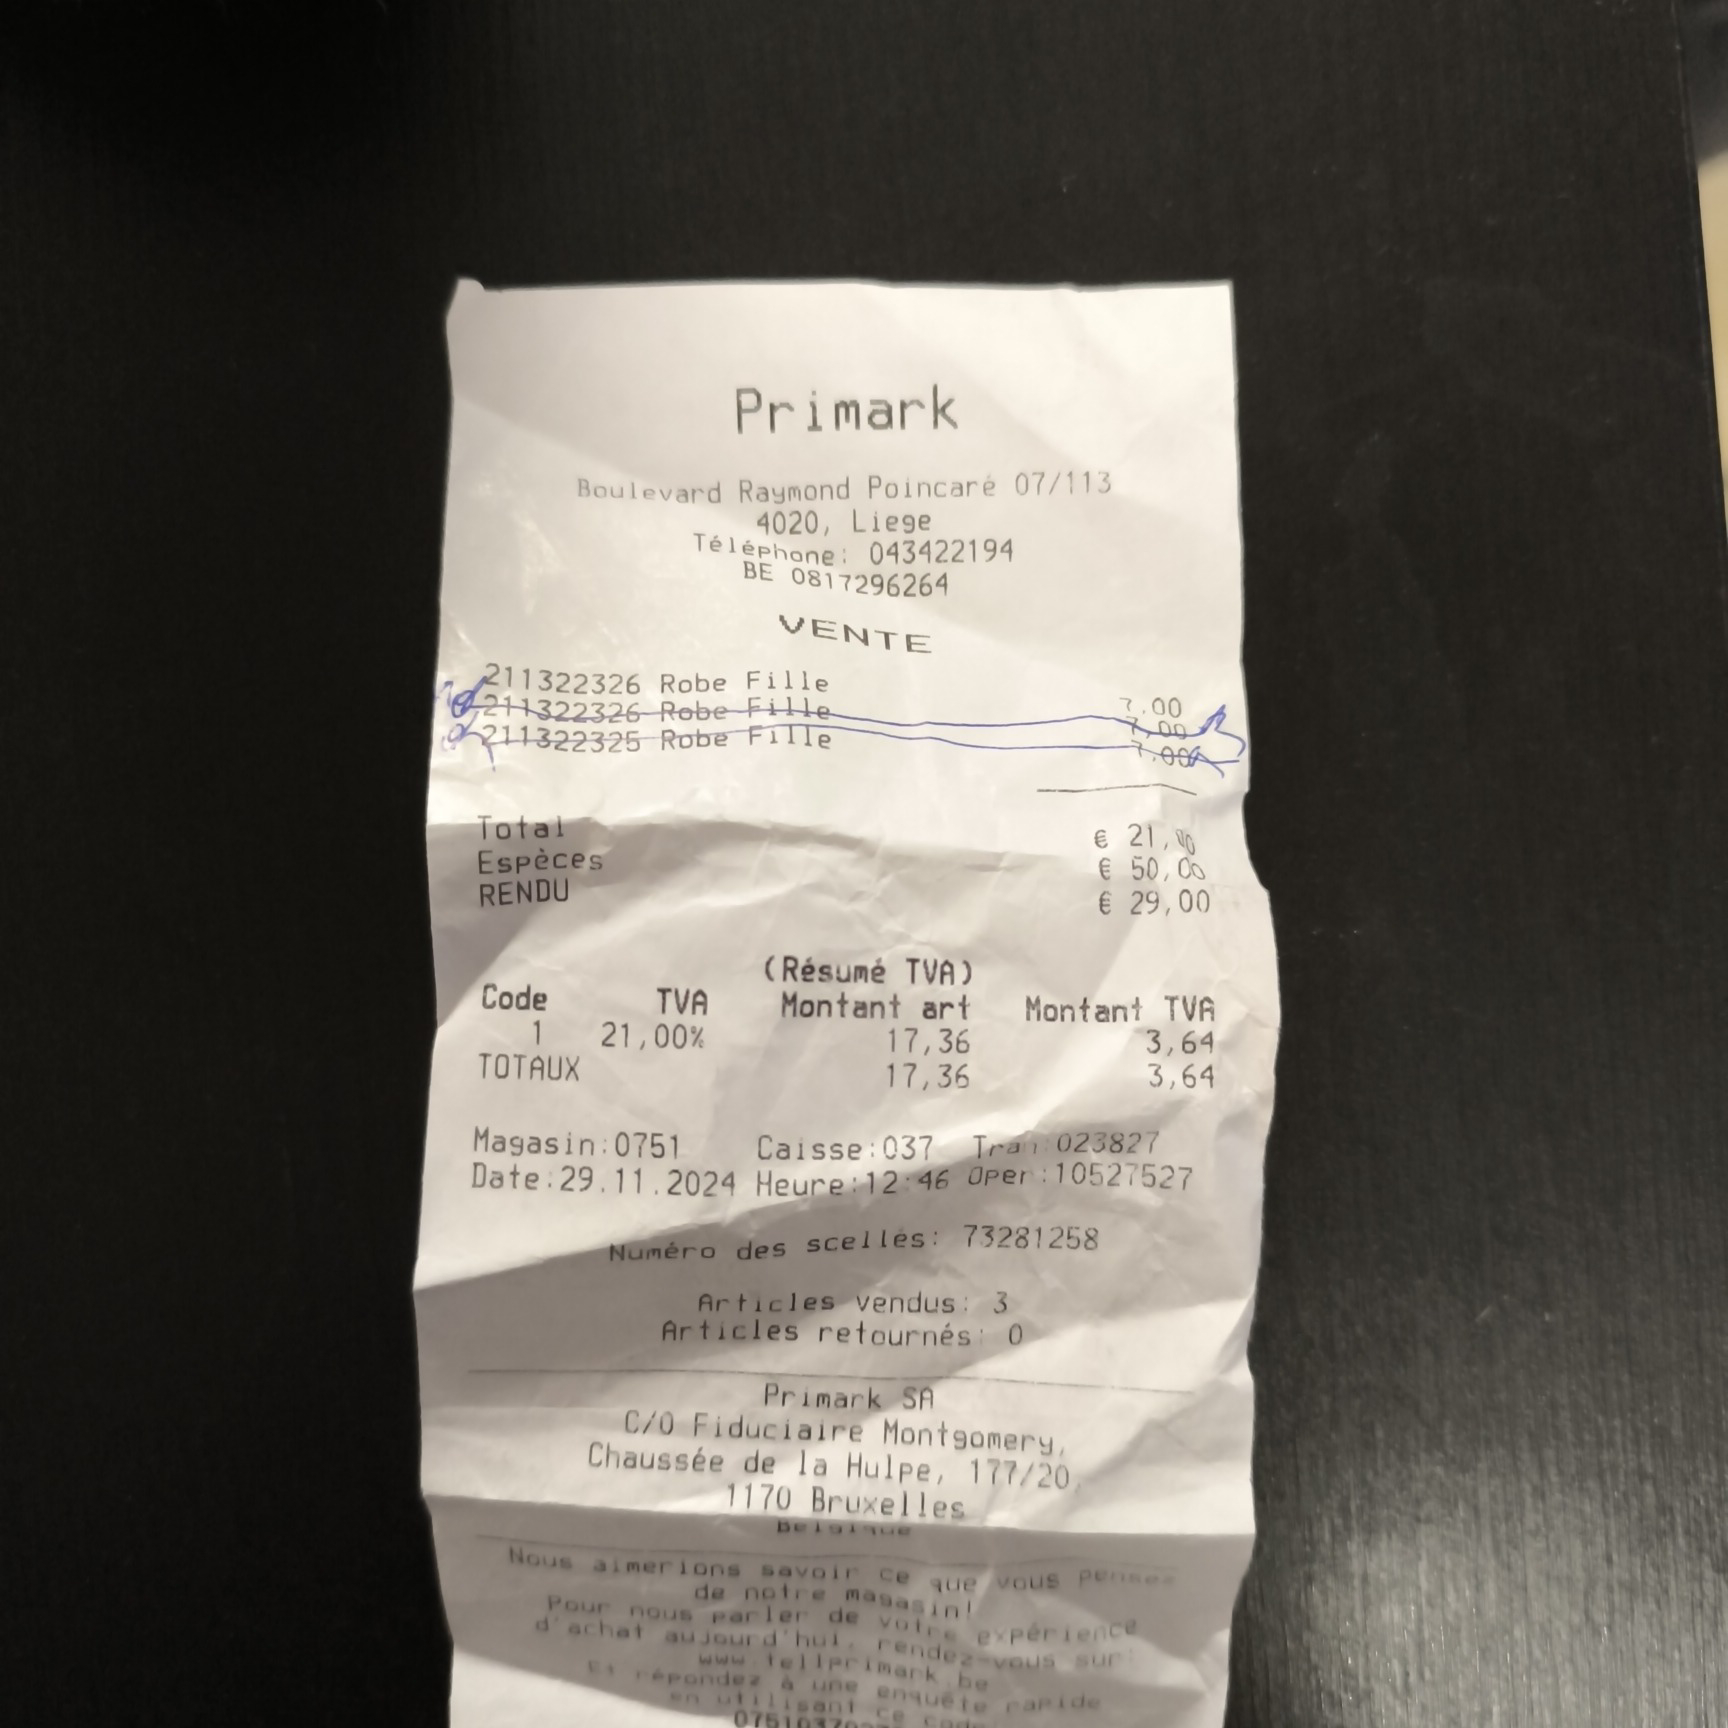 Primark
Boulevard Raymond Poincaré 07/113
4020, Liege
Téléphone: 043422194
BE 0817296264
VENTE
211322326 Robe Fille 7.00
211322326 Robe Fille 7,00
211322325 Robe Fille 7.00
Total € 21,00
Espèces € 50,00
RENDU € 29,00
(Résumé TVA)
Code TVA Montant art Montant TVA
1 21,00% 17,36 3,64
TOTAUX 17,36 3,64
Magasin:0751 Caisse:037 Tran:023827
Date:29.11.2024 Heure:12:46 Oper:10527527
Numéro des scellés: 73281258
Articles vendus: 3
Articles retournés: 0
Primark SA
C/O Fiduciaire Montgomery,
Chaussée de la Hulpe, 177/20,
1170 Bruxelles
Belgique
Nous aimerions savoir ce que vous pensez
de notre magasin!
Pour nous parler de votre expérience
d'achat aujourd'hui, rendez-vous sur:
www.tellprimark.be
Et répondez à une enquête rapide
en utilisant ce code